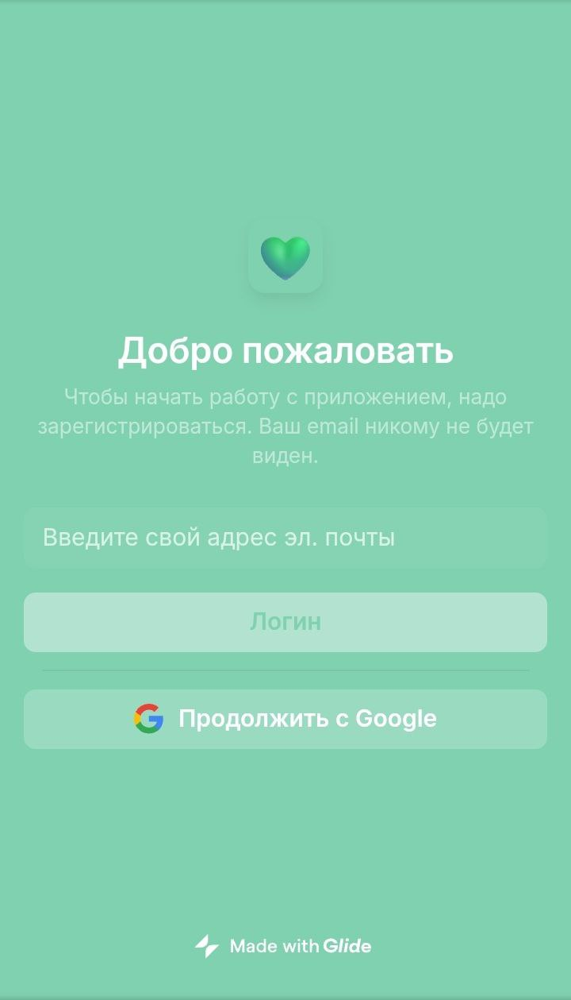 Добро пожаловать
Чтобы начать работу с приложением, надо
зарегистрироваться. Ваш email никому не будет
виден.
Введите свой адрес эл. почты
Логин
Продолжить с Google
Made with Glide